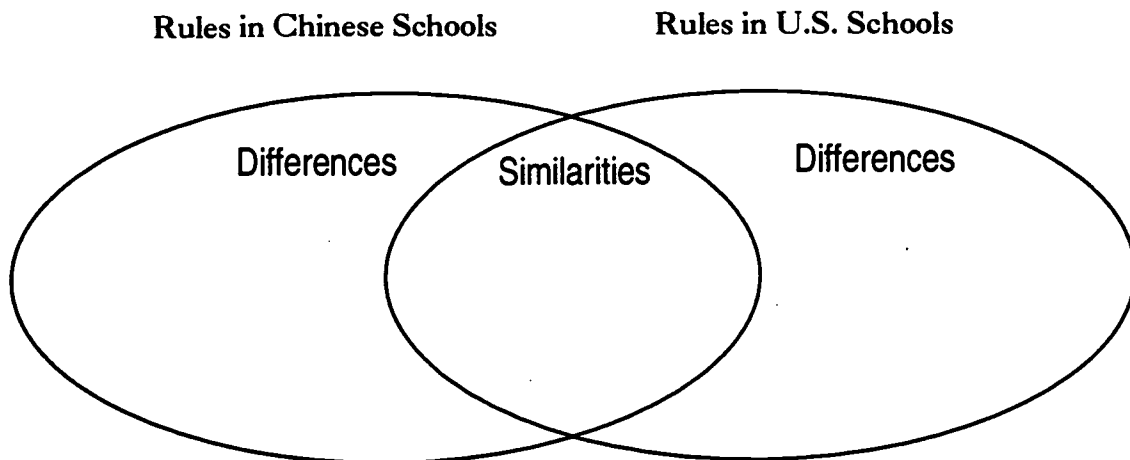 Rules in Chinese Schools
Rules in U.S. Schools
Differences
Similarities
Differences